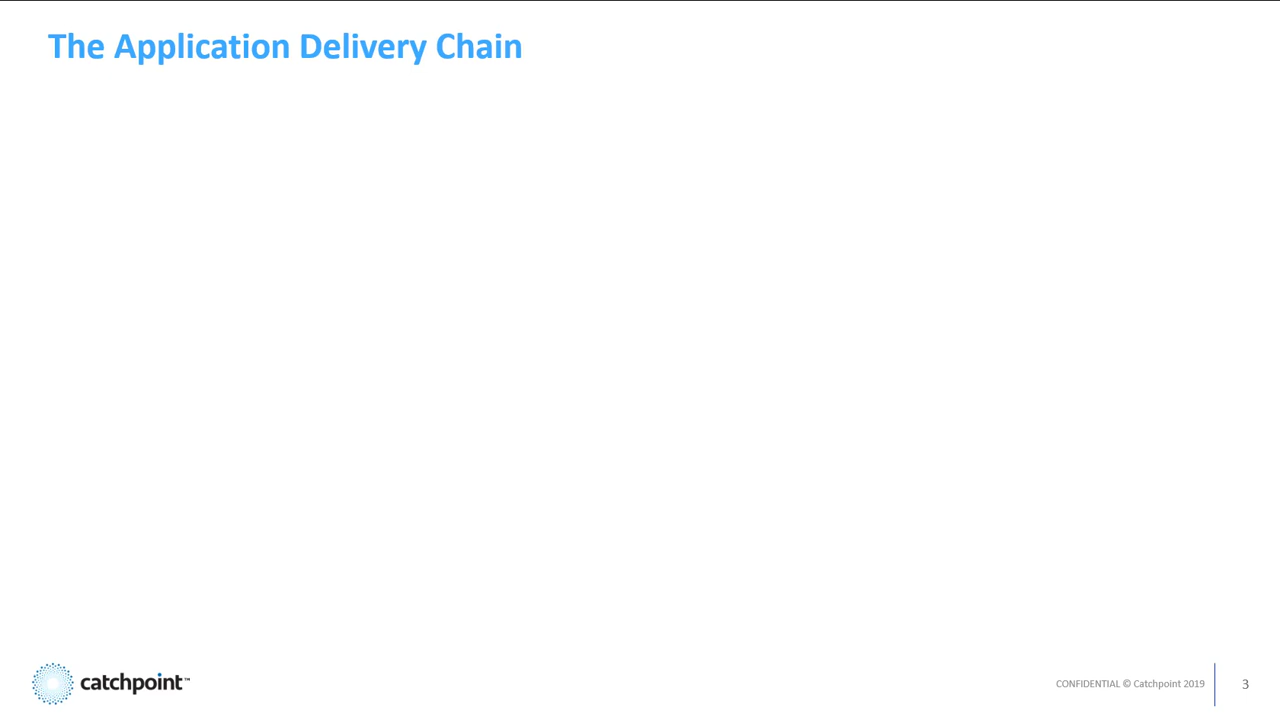 The Application Delivery Chain
catchpoint™
CONFIDENTIAL © Catchpoint 2019
3